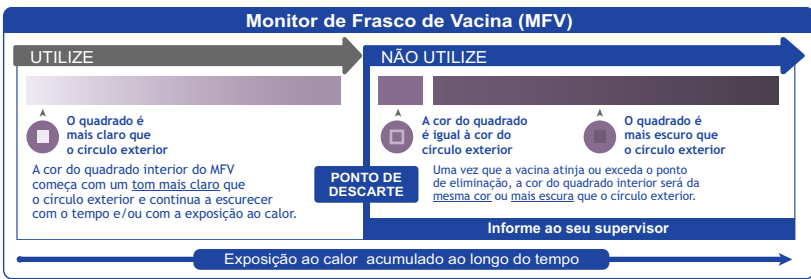 Monitor de Frasco de Vacina (MFV)
UTILIZE
O quadrado é
mais claro que
o círculo exterior
A cor do quadrado interior do MFV
começa com um tom mais claro que
o círculo exterior e continua a escurecer
com o tempo e/ou com a exposição ao calor.
PONTO DE
DESCARTE
NÃO UTILIZE
A cor do quadrado
é igual à cor do
círculo exterior
O quadrado é
mais escuro que
o círculo exterior
Uma vez que a vacina atinja ou exceda o ponto
de eliminação, a cor do quadrado interior será da
mesma cor ou mais escura que o círculo exterior.
Informe ao seu supervisor
Exposição ao calor acumulado ao longo do tempo